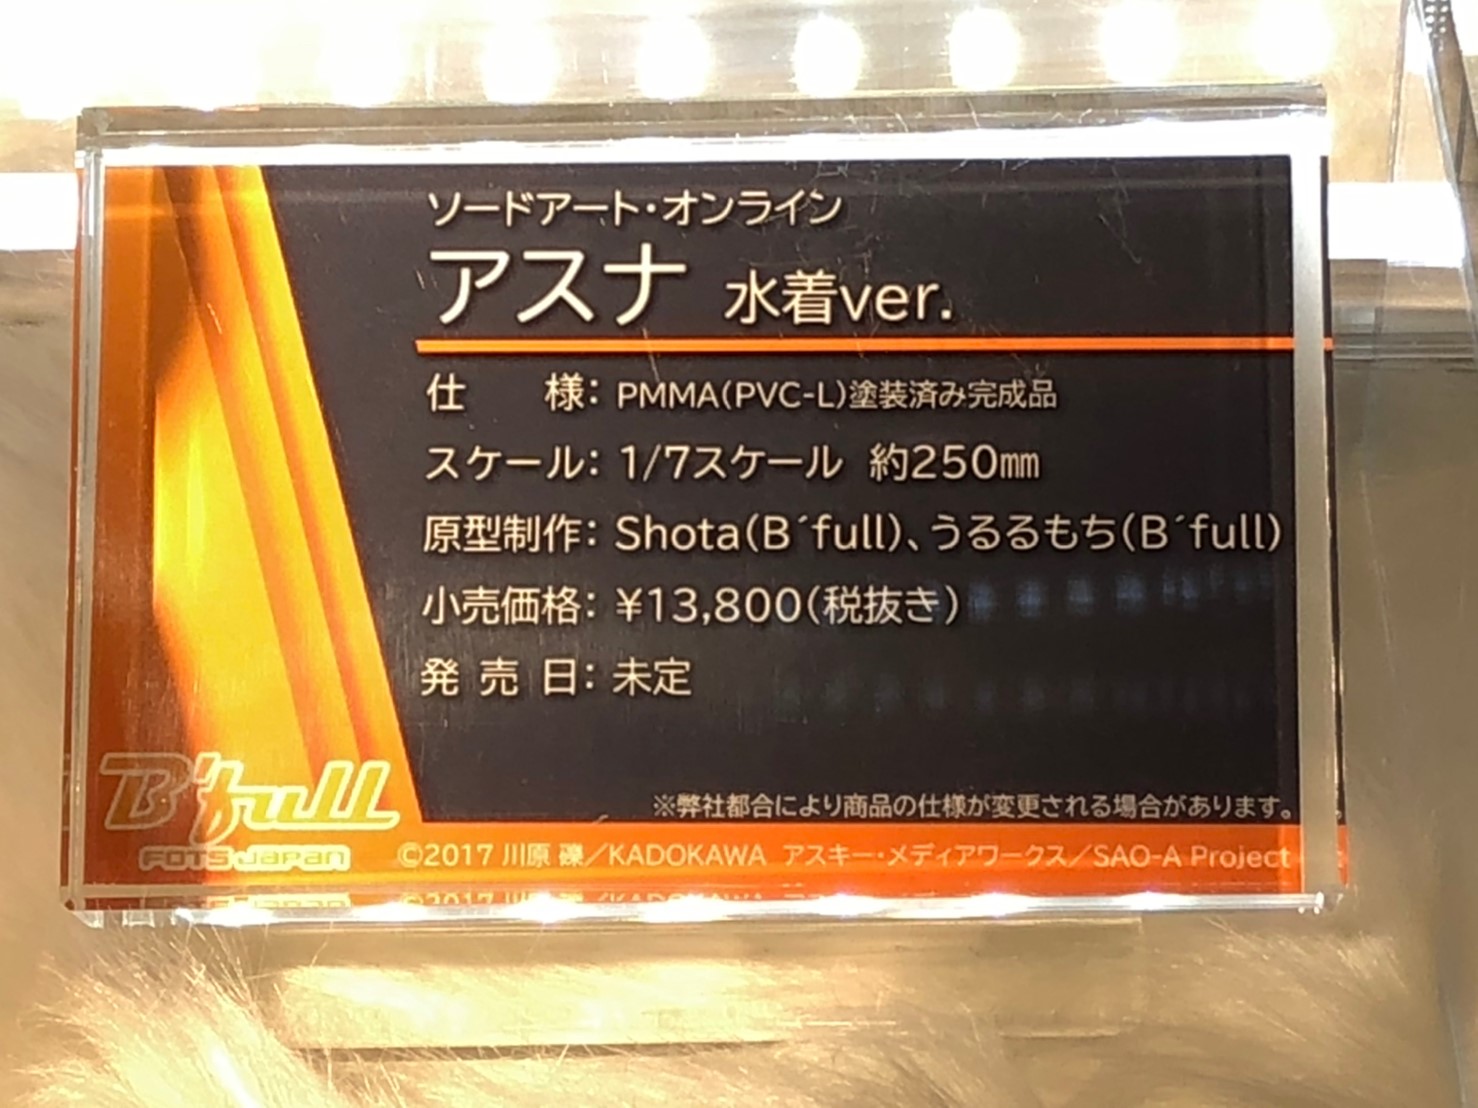 ソードアート・オンライン
アスナ 水着ver.
仕　様：PMMA(PVC-L)塗装済み完成品
スケール：1/7スケール 約250㎜
原型制作：Shota(B´full)、うるるもち(B´full)
小売価格：¥13,800(税抜き)
発 売 日：未定
※弊社都合により商品の仕様が変更される場合があります。
B'full
FOTS JAPAN
©2017 川原 礫／KADOKAWA アスキー・メディアワークス／SAO-A Project